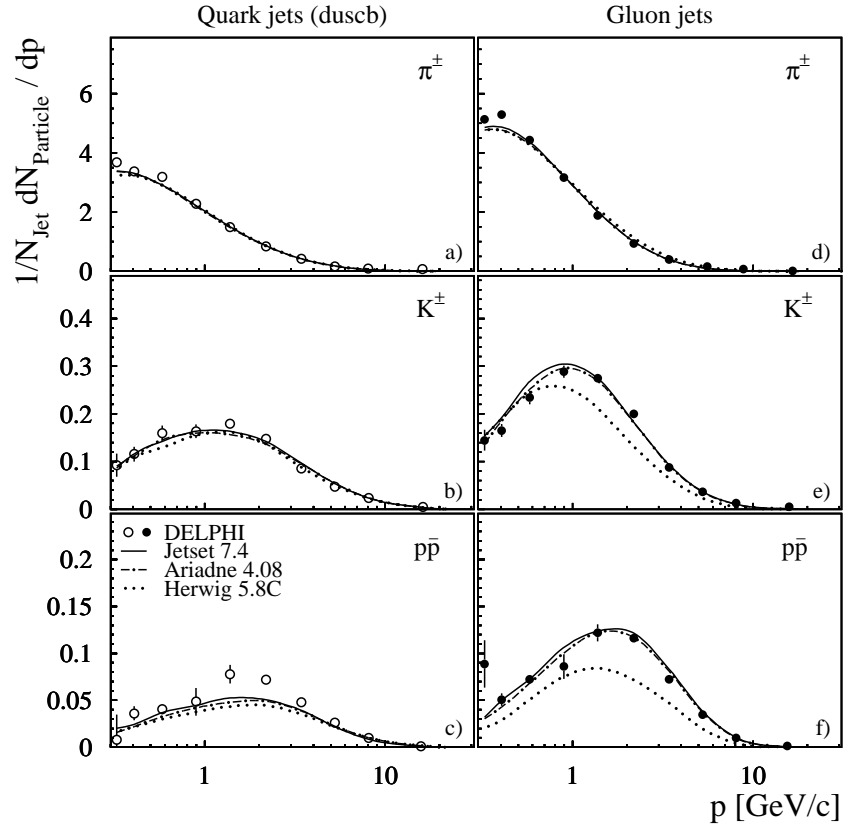 Quark jets (duscb) Gluon jets
1/N_Jet dN_Particle / dp
π± π±
6
4
2
0
a) d)
K± K±
0.4
0.3
0.2
0.1
0
b) e)
DELPHI pp̄ pp̄
Jetset 7.4
Ariadne 4.08
Herwig 5.8C
0.2
0.15
0.1
0.05
0
c) f)
1 10 1 10
p [GeV/c]